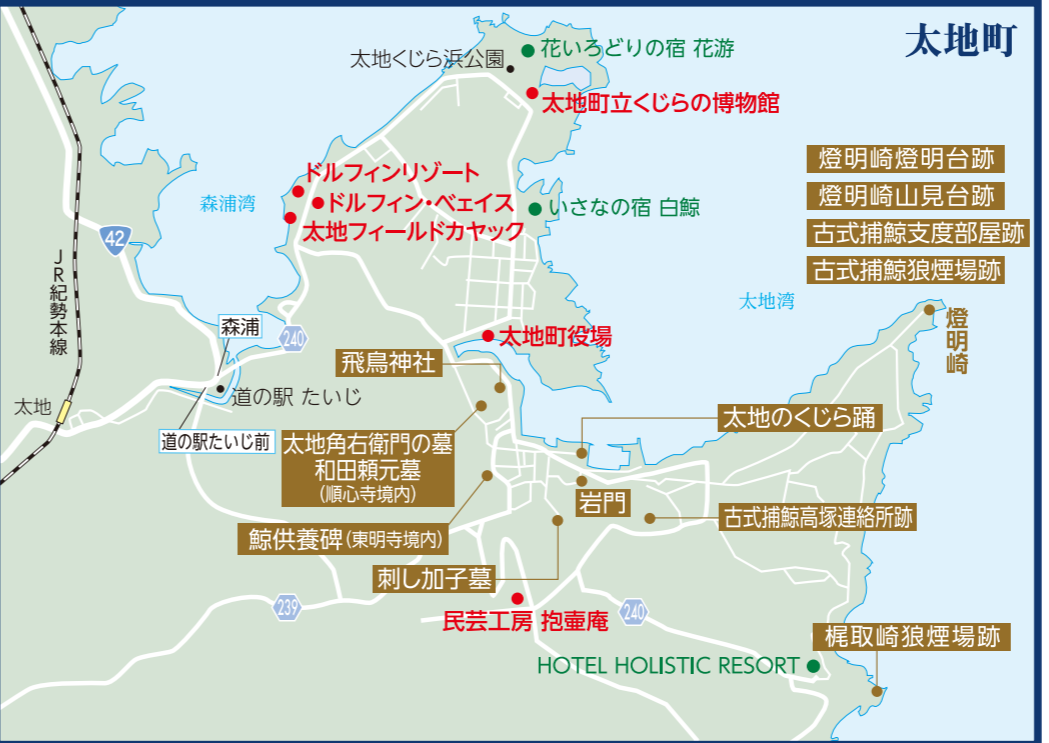 太地町
太地くじら浜公園
花いろどりの宿 花游
太地町立くじらの博物館
燈明崎燈明台跡
燈明崎山見台跡
古式捕鯨支度部屋跡
古式捕鯨狼煙場跡
ドルフィンリゾート
ドルフィン・ベェイス
太地フィールドカヤック
森浦湾
いさなの宿 白鯨
42
JR紀勢本線
太地湾
燈明崎
森浦
240
太地町役場
飛鳥神社
道の駅 たいじ
太地
道の駅たいじ前
太地角右衛門の墓
和田頼元墓
(順心寺境内)
太地のくじら踊
岩門
古式捕鯨高塚連絡所跡
鯨供養碑(東明寺境内)
刺し加子墓
239
民芸工房 抱壷庵
240
梶取崎狼煙場跡
HOTEL HOLISTIC RESORT